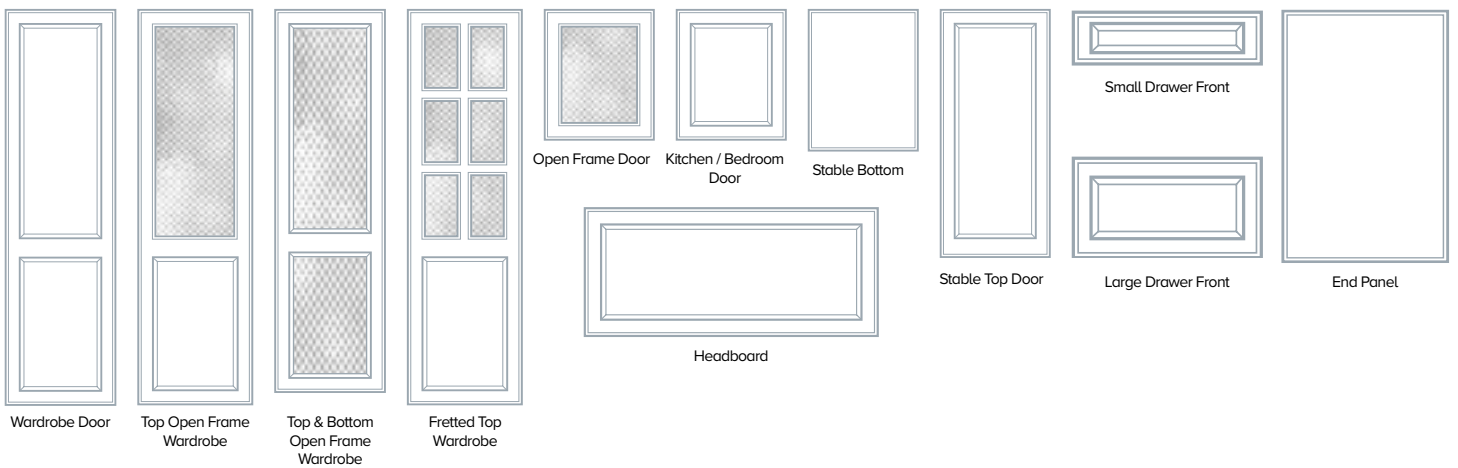 Wardrobe Door
Top Open Frame
Wardrobe
Top & Bottom
Open Frame
Wardrobe
Fretted Top
Wardrobe
Open Frame Door
Kitchen / Bedroom
Door
Stable Bottom
Headboard
Stable Top Door
Small Drawer Front
Large Drawer Front
End Panel